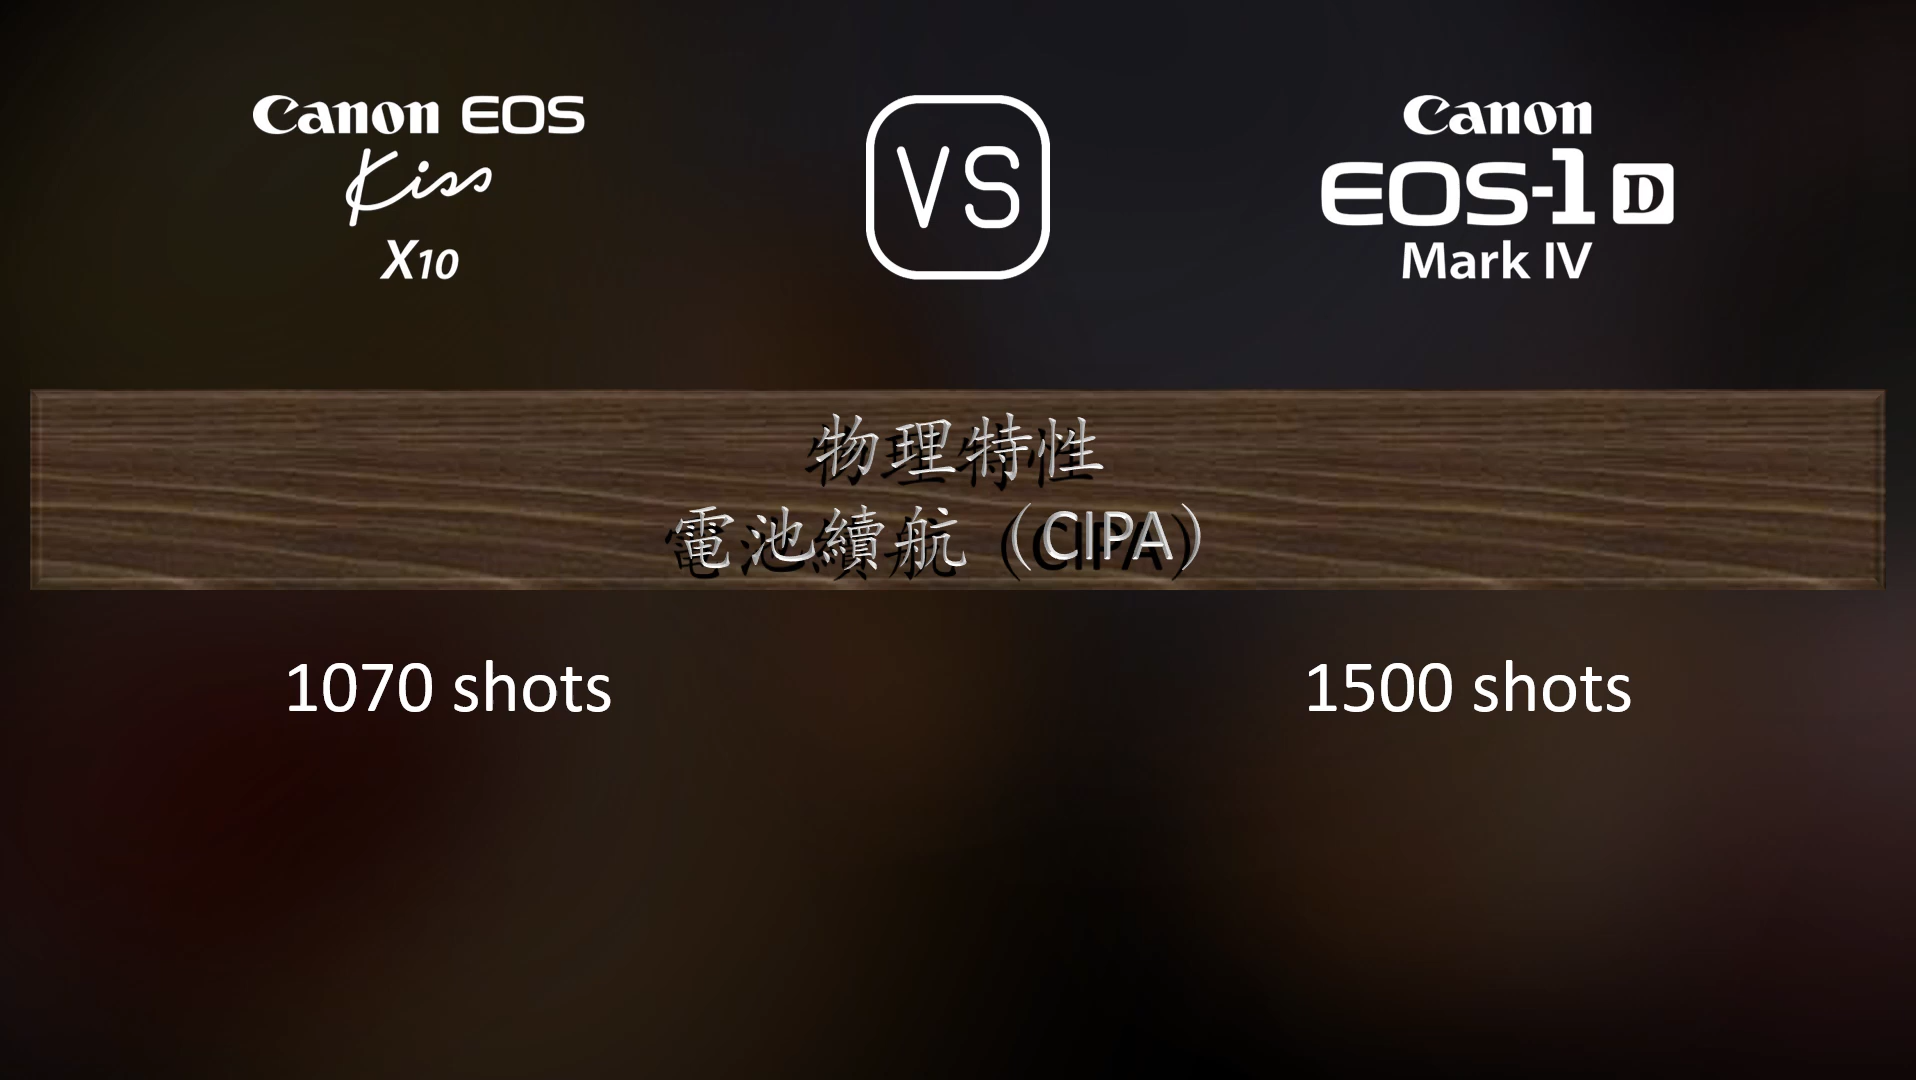 Canon EOS
Kiss
X10
VS
Canon
EOS-1D
Mark IV
物理特性
電池續航（CIPA）
1070 shots
1500 shots